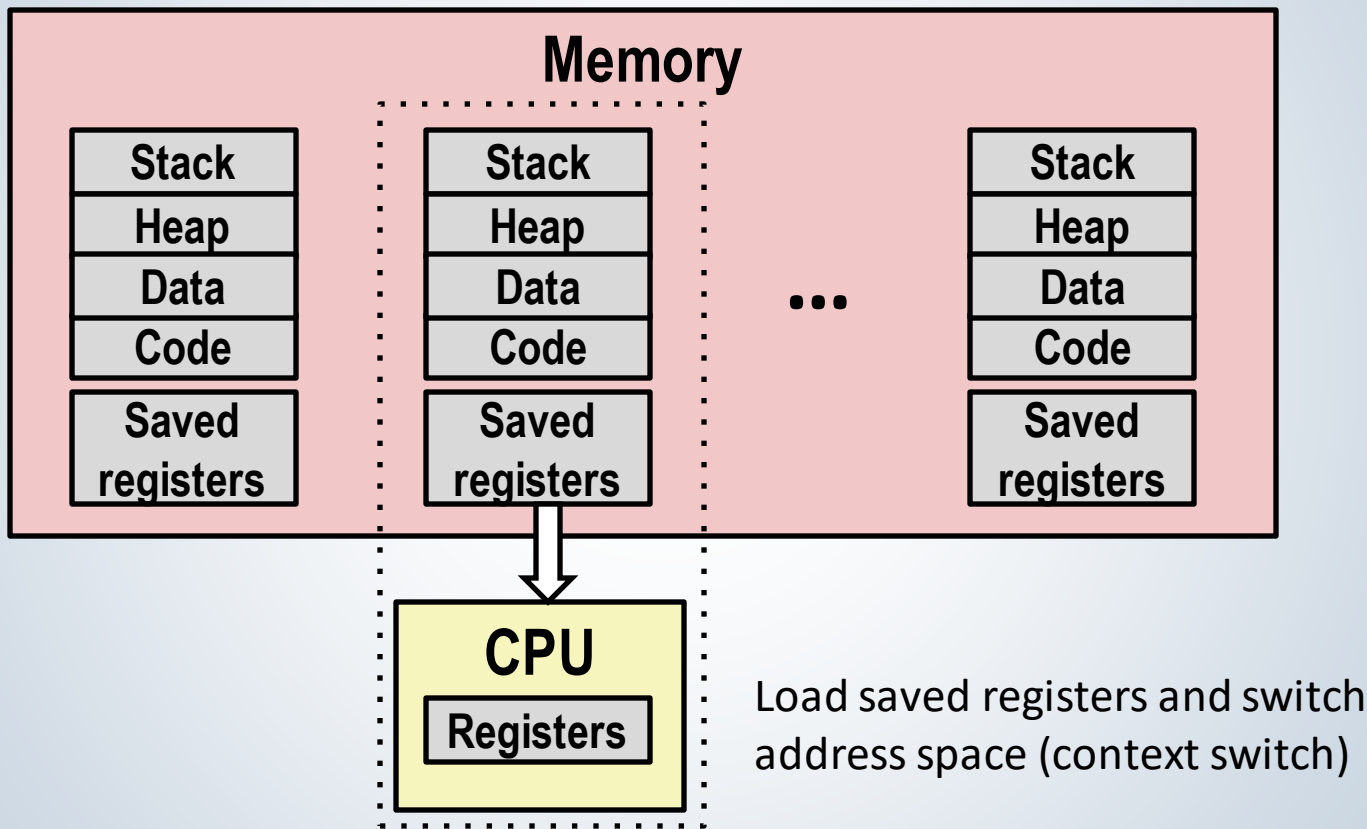 Memory
Stack
Heap
Data
Code
Saved
registers
Stack
Heap
Data
Code
Saved
registers
...
Stack
Heap
Data
Code
Saved
registers
CPU
Registers
Load saved registers and switch
address space (context switch)